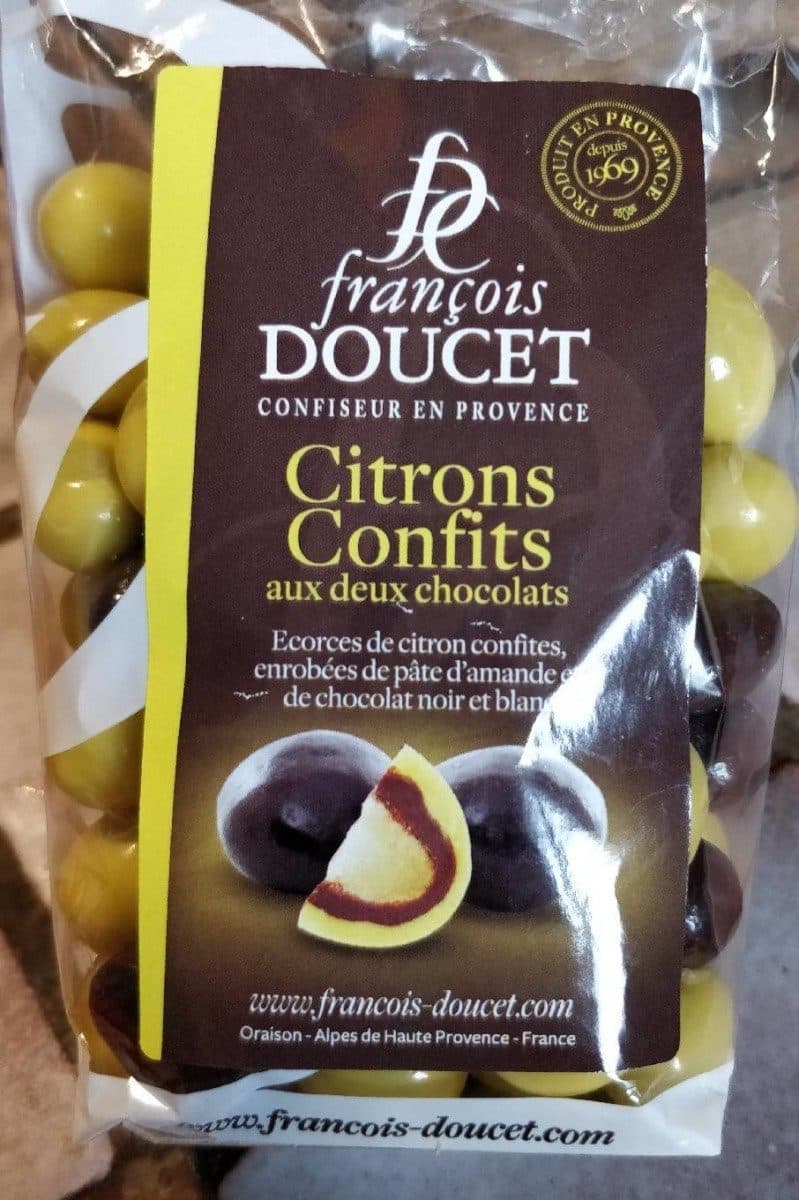 PRODUIT EN PROVENCE
depuis
1969
françois
DOUCET
CONFISEUR EN PROVENCE
Citrons
Confits
aux deux chocolats
Ecorces de citron confites,
enrobées de pâte d'amande
de chocolat noir et
www.francois-doucet.com
Oraison - Alpes de Haute Provence - France
www.francois-doucet.com